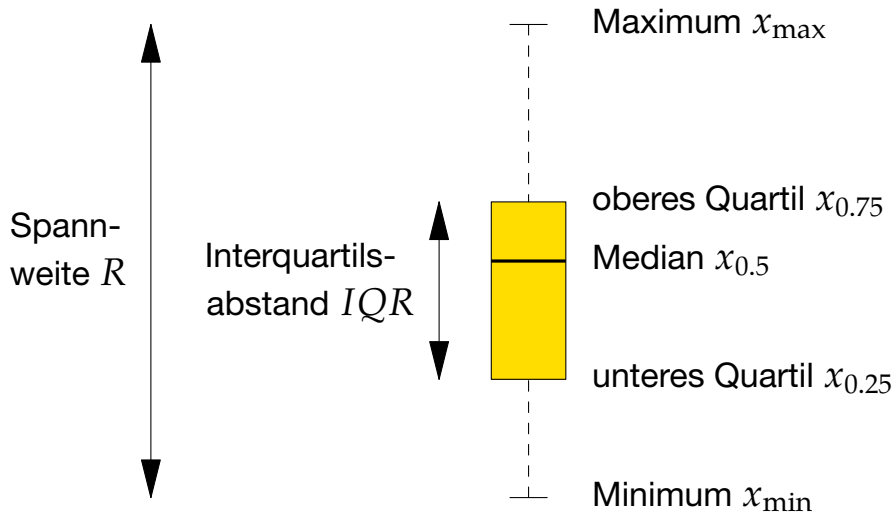 Maximum x_max
oberes Quartil x_0.75
Spann-
weite R
Interquartils-
abstand IQR
Median x_0.5
unteres Quartil x_0.25
Minimum x_min